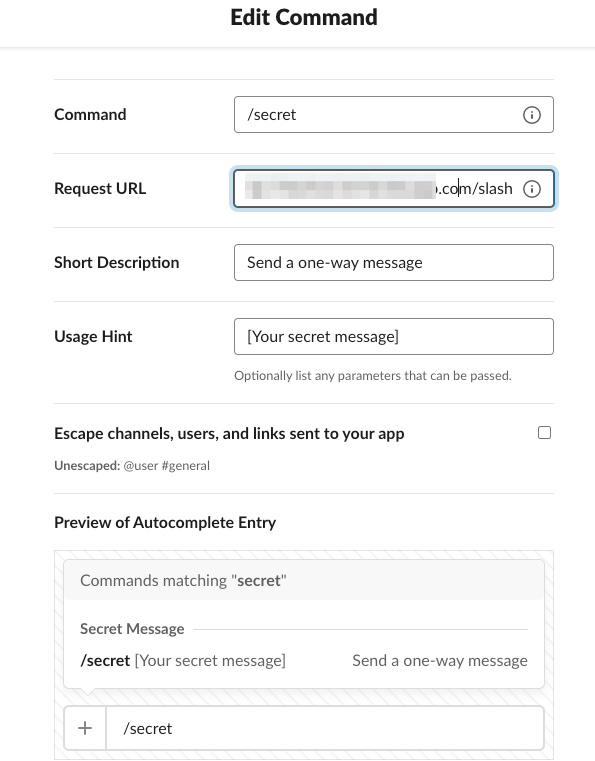 Edit Command
Command
/secret
Request URL
.com/slash
Short Description
Send a one-way message
Usage Hint
[Your secret message]
Optionally list any parameters that can be passed.
Escape channels, users, and links sent to your app
Unescaped: @user #general
Preview of Autocomplete Entry
Commands matching "secret"
Secret Message
/secret [Your secret message] Send a one-way message
/secret